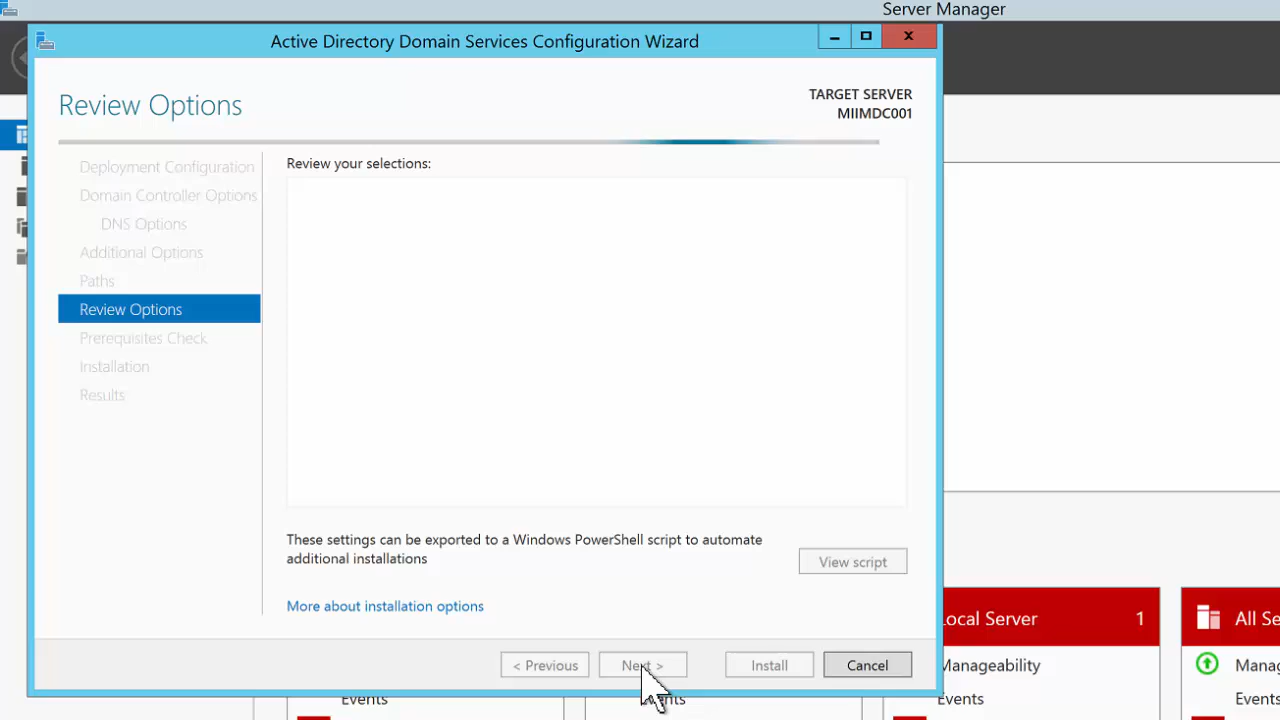 Server Manager
Active Directory Domain Services Configuration Wizard
Review Options
TARGET SERVER
MIIMDC001
Deployment Configuration
Domain Controller Options
DNS Options
Additional Options
Paths
Review Options
Prerequisites Check
Installation
Results
Review your selections:
These settings can be exported to a Windows PowerShell script to automate
additional installations
View script
More about installation options
< Previous
Next >
Install
Cancel
Local Server 1
Manageability
Events
Events
Events
All Se
Manag
Events